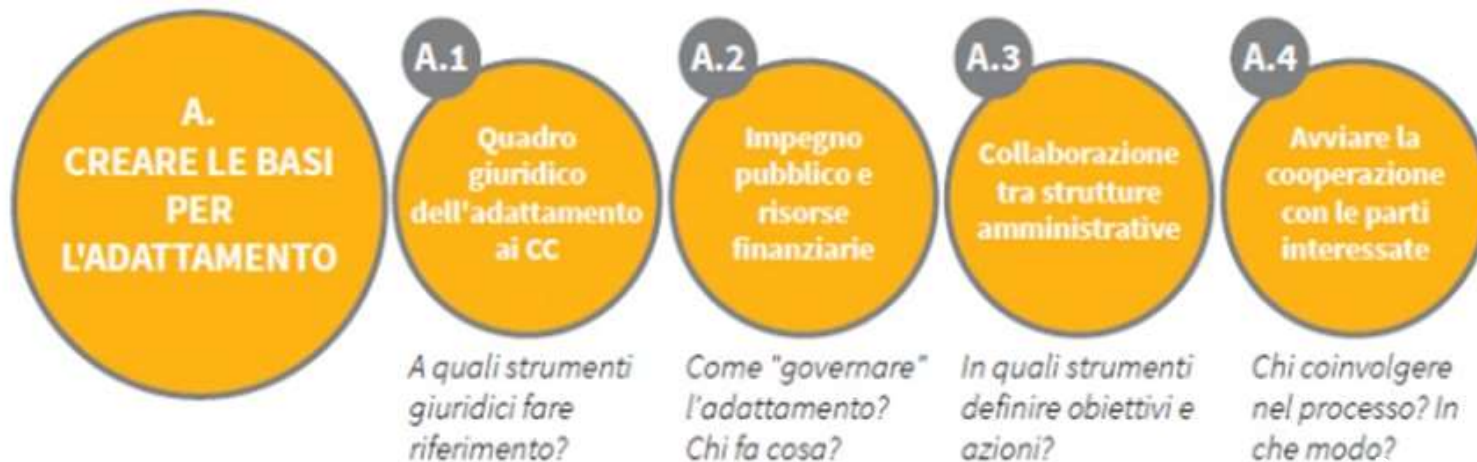 A.
CREARE LE BASI
PER
L'ADATTAMENTO
A.1
Quadro
giuridico
dell'adattamento
ai CC
A quali strumenti
giuridici fare
riferimento?
A.2
Impegno
pubblico e
risorse
finanziarie
Come "governare"
l'adattamento?
Chi fa cosa?
A.3
Collaborazione
tra strutture
amministrative
In quali strumenti
definire obiettivi e
azioni?
A.4
Avviare la
cooperazione
con le parti
interessate
Chi coinvolgere
nel processo? In
che modo?